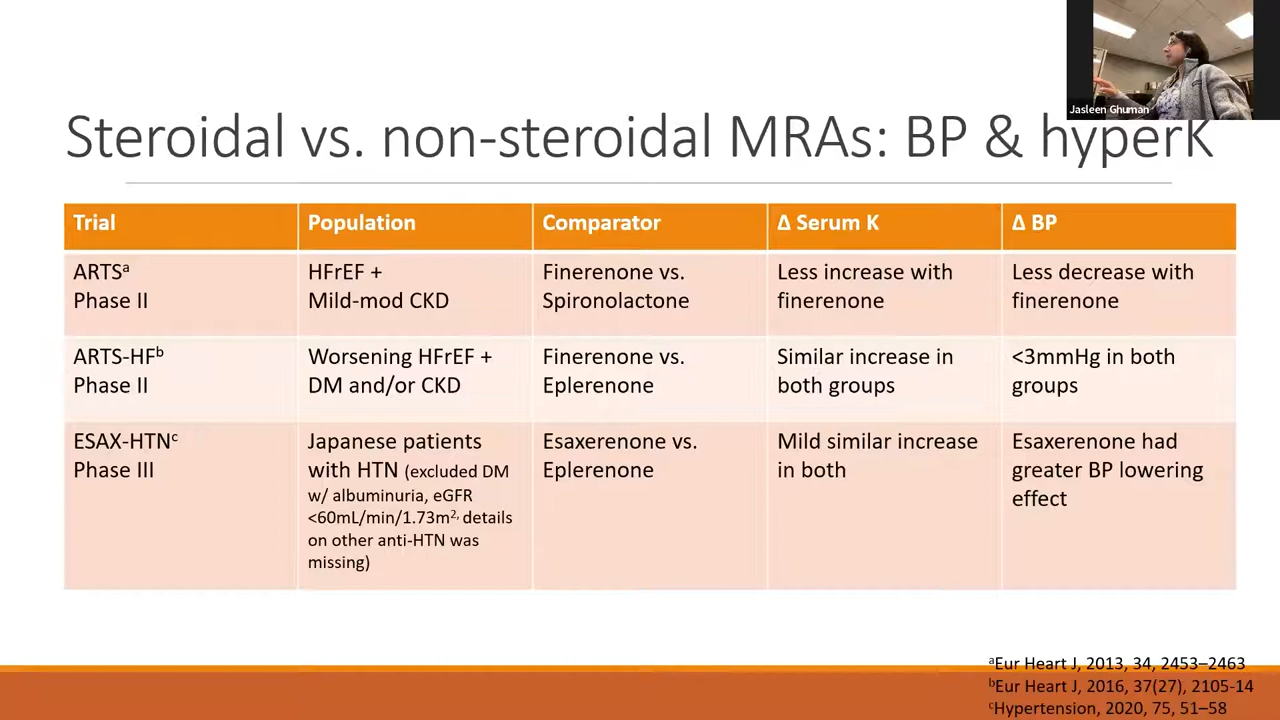 Jasleen Ghuman
Steroidal vs. non-steroidal MRAs: BP & hyperK
Trial
Population
Comparator
Δ Serum K
Δ BP
ARTSᵃ
Phase II
HFrEF +
Mild-mod CKD
Finerenone vs.
Spironolactone
Less increase with
finerenone
Less decrease with
finerenone
ARTS-HFᵇ
Phase II
Worsening HFrEF +
DM and/or CKD
Finerenone vs.
Eplerenone
Similar increase in
both groups
<3mmHg in both
groups
ESAX-HTNᶜ
Phase III
Japanese patients
with HTN (excluded DM
w/ albuminuria, eGFR
<60mL/min/1.73m², details
on other anti-HTN was
missing)
Esaxerenone vs.
Eplerenone
Mild similar increase
in both
Esaxerenone had
greater BP lowering
effect
ᵃEur Heart J, 2013, 34, 2453–2463
ᵇEur Heart J, 2016, 37(27), 2105-14
ᶜHypertension, 2020, 75, 51–58